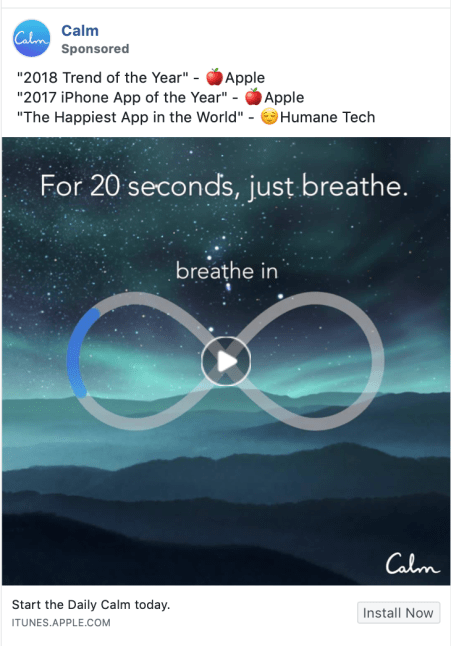 Calm
Calm
Sponsored
"2018 Trend of the Year" - 🍎Apple
"2017 iPhone App of the Year" - 🍎Apple
"The Happiest App in the World" - 😌Humane Tech
For 20 seconds, just breathe.
breathe in
Calm
Start the Daily Calm today.
ITUNES.APPLE.COM
Install Now